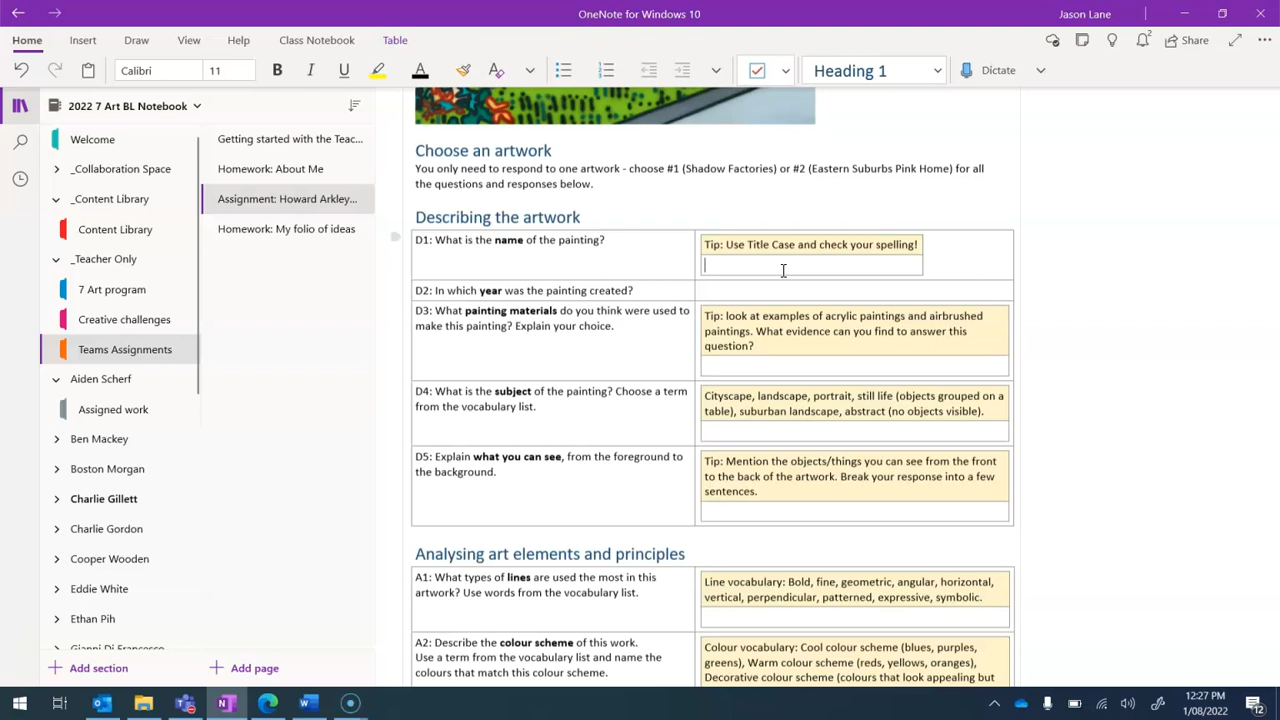 OneNote for Windows 10
Jason Lane
Home
Insert
Draw
View
Help
Class Notebook
Table
Share
Calibri
11
B
I
U
A
Heading 1
Dictate
2022 7 Art BL Notebook
Welcome
_Collaboration Space
_Content Library
Content Library
_Teacher Only
7 Art program
Creative challenges
Teams Assignments
Aiden Scherf
Assigned work
Ben Mackey
Boston Morgan
Charlie Gillett
Charlie Gordon
Cooper Wooden
Eddie White
Ethan Pih
Gianni Di Francesco
Add section
Getting started with the Teac...
Homework: About Me
Assignment: Howard Arkley...
Homework: My folio of ideas
Add page
Choose an artwork
You only need to respond to one artwork - choose #1 (Shadow Factories) or #2 (Eastern Suburbs Pink Home) for all
the questions and responses below.
Describing the artwork
D1: What is the name of the painting?
Tip: Use Title Case and check your spelling!
D2: In which year was the painting created?
D3: What painting materials do you think were used to
make this painting? Explain your choice.
Tip: look at examples of acrylic paintings and airbrushed
paintings. What evidence can you find to answer this
question?
D4: What is the subject of the painting? Choose a term
from the vocabulary list.
Cityscape, landscape, portrait, still life (objects grouped on a
table), suburban landscape, abstract (no objects visible).
D5: Explain what you can see, from the foreground to
the background.
Tip: Mention the objects/things you can see from the front
to the back of the artwork. Break your response into a few
sentences.
Analysing art elements and principles
A1: What types of lines are used the most in this
artwork? Use words from the vocabulary list.
Line vocabulary: Bold, fine, geometric, angular, horizontal,
vertical, perpendicular, patterned, expressive, symbolic.
A2: Describe the colour scheme of this work.
Use a term from the vocabulary list and name the
colours that match this colour scheme.
Colour vocabulary: Cool colour scheme (blues, purples,
greens), Warm colour scheme (reds, yellows, oranges),
Decorative colour scheme (colours that look appealing but
12:27 PM
1/08/2022
12